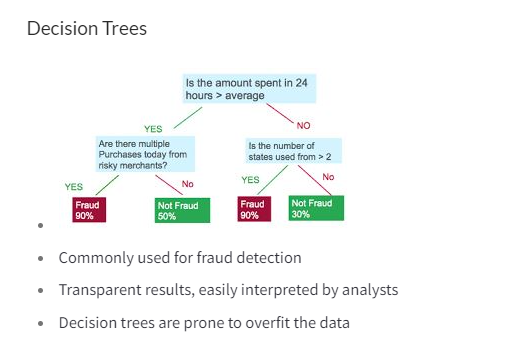 Decision Trees
Is the amount spent in 24
hours > average
YES
NO
Are there multiple
Purchases today from
risky merchants?
Is the number of
states used from > 2
YES
No
YES
No
Fraud
90%
Not Fraud
50%
Fraud
90%
Not Fraud
30%
Commonly used for fraud detection
Transparent results, easily interpreted by analysts
Decision trees are prone to overfit the data